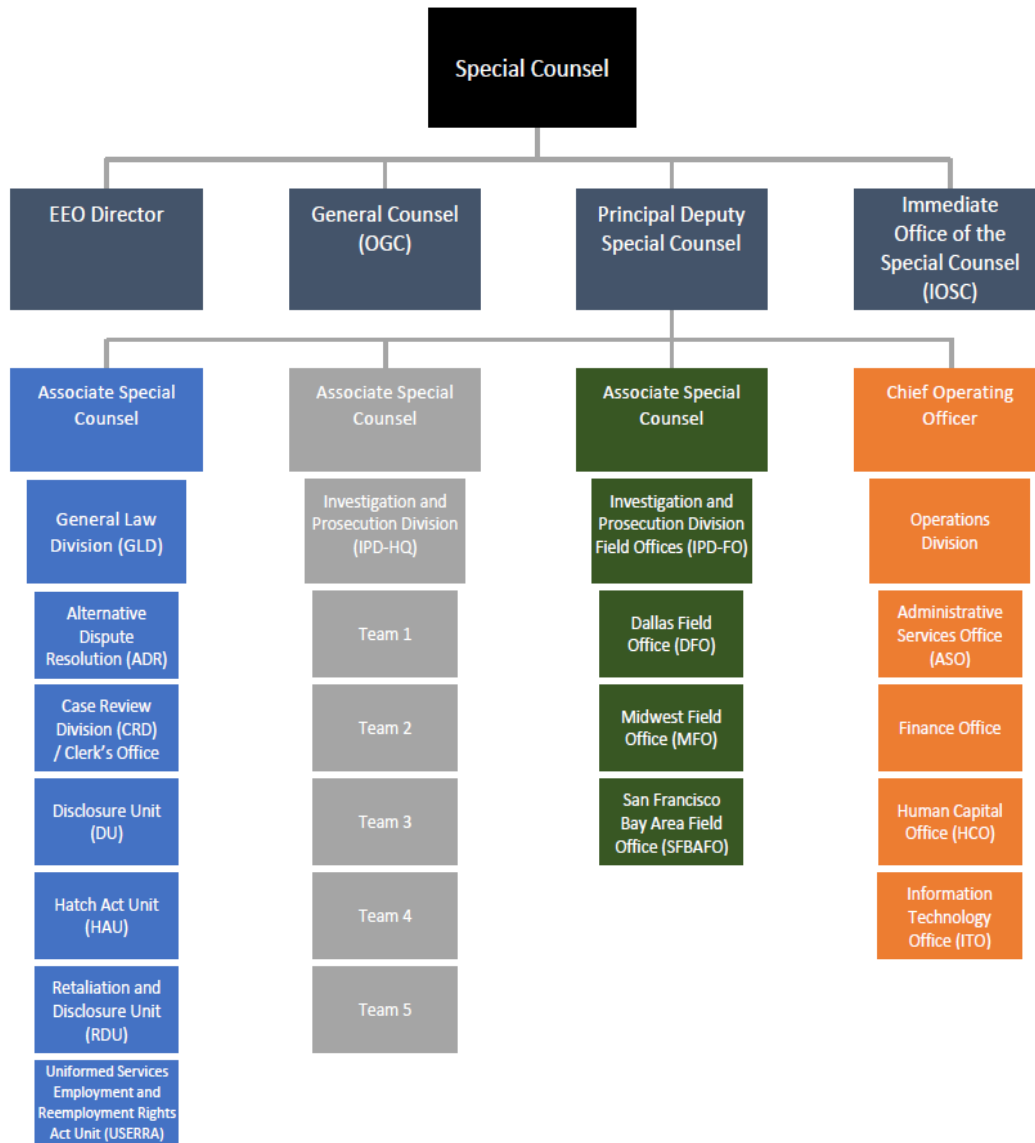 Special Counsel
EEO Director
General Counsel
(OGC)
Principal Deputy
Special Counsel
Immediate
Office of the
Special Counsel
(IOSC)
Associate Special
Counsel
Associate Special
Counsel
Associate Special
Counsel
Chief Operating
Officer
General Law
Division (GLD)
Alternative
Dispute
Resolution (ADR)
Case Review
Division (CRD)
/ Clerk's Office
Disclosure Unit
(DU)
Hatch Act Unit
(HAU)
Retaliation and
Disclosure Unit
(RDU)
Uniformed Services
Employment and
Reemployment Rights
Act Unit (USERRA)
Investigation and
Prosecution Division
(IPD-HQ)
Team 1
Team 2
Team 3
Team 4
Team 5
Investigation and
Prosecution Division
Field Offices (IPD-FO)
Dallas Field
Office (DFO)
Midwest Field
Office (MFO)
San Francisco
Bay Area Field
Office (SFBAFO)
Operations
Division
Administrative
Services Office
(ASO)
Finance Office
Human Capital
Office (HCO)
Information
Technology
Office (ITO)